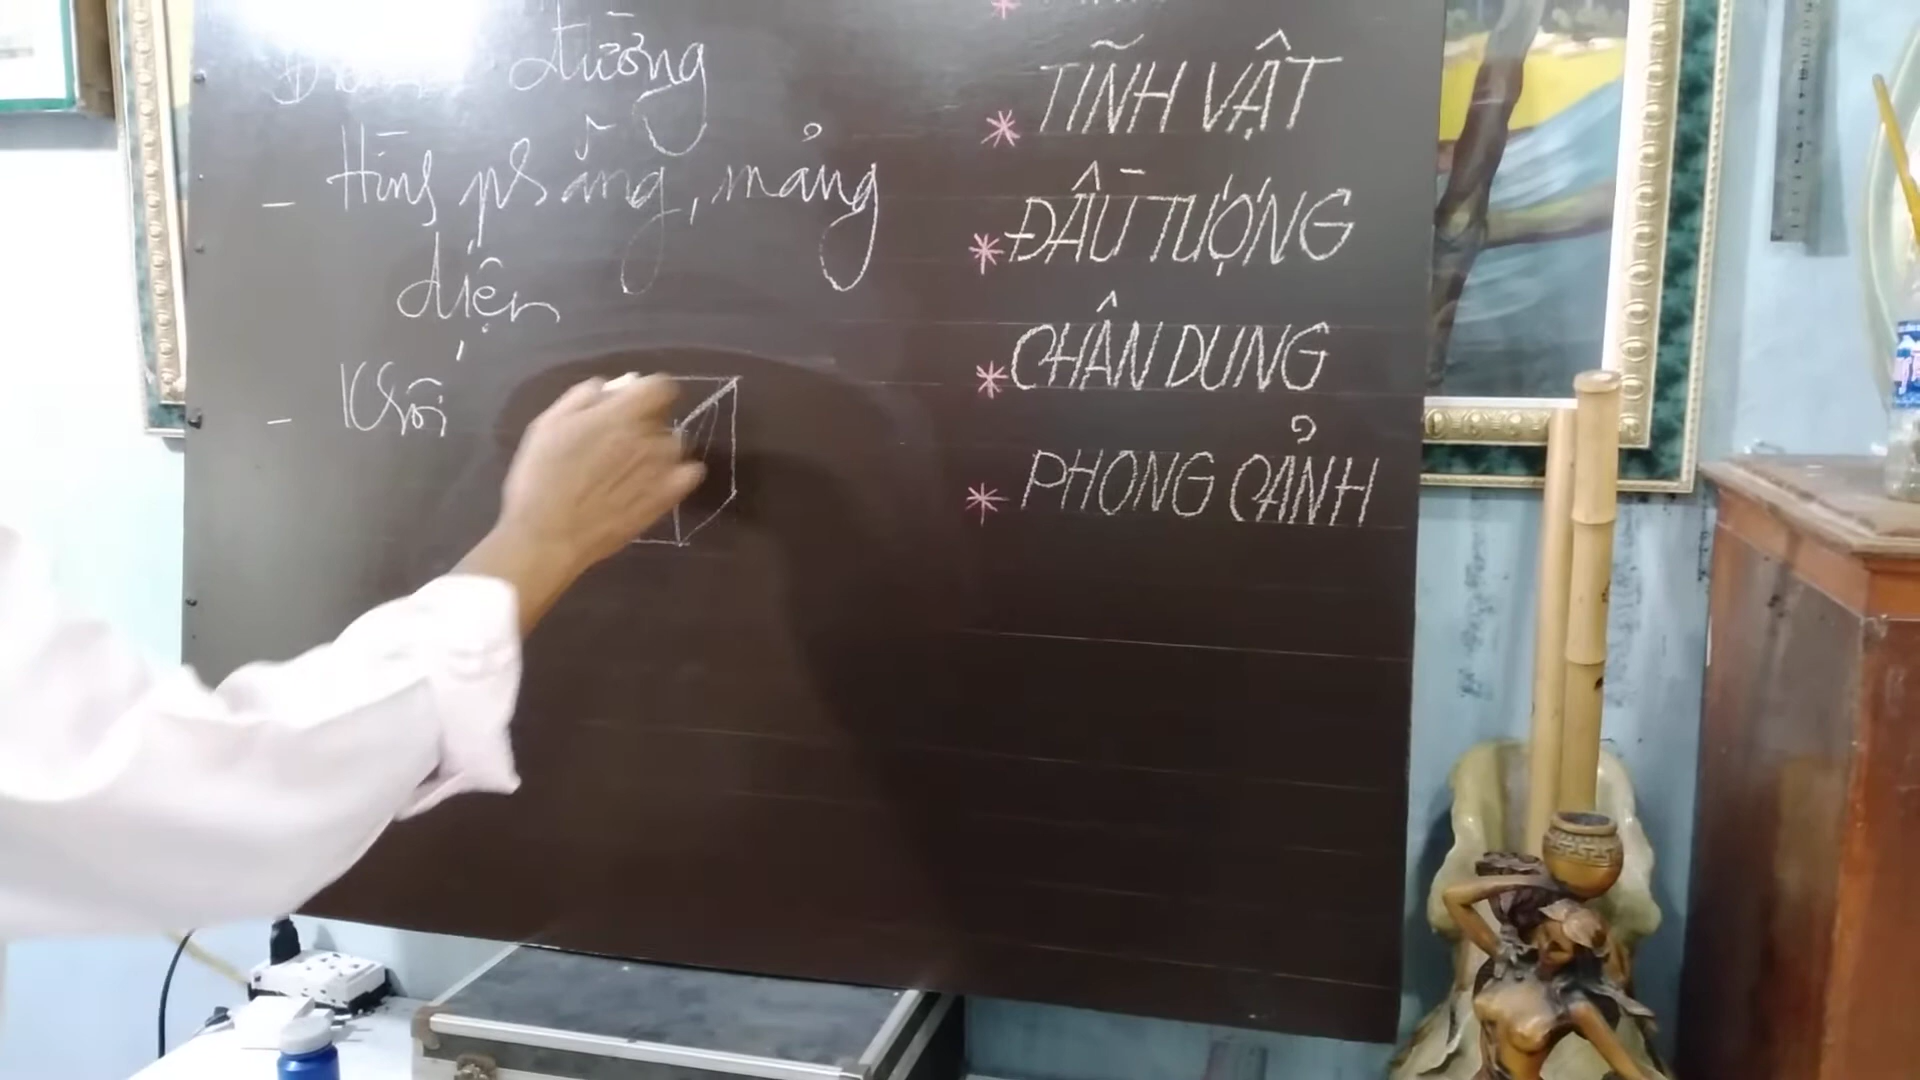 đường
- Hình phẳng, mảng
diện
- Khối
* TĨNH VẬT
* ĐẦU TƯỢNG
* CHÂN DUNG
* PHONG CẢNH